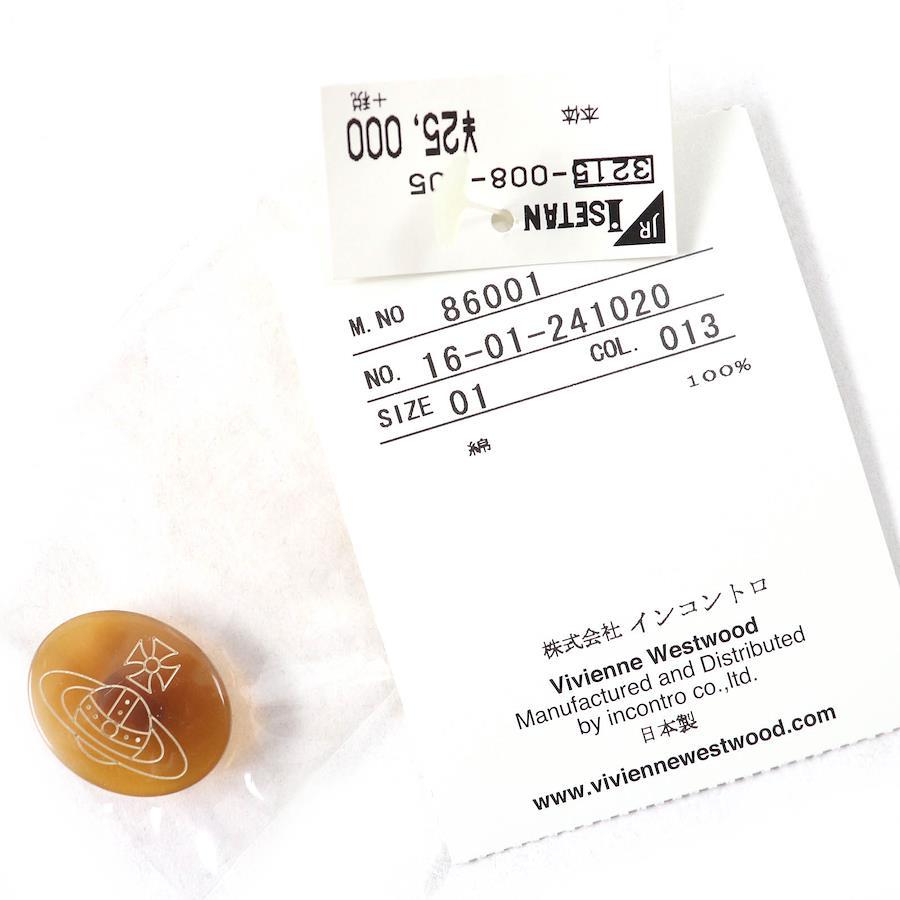 JR iSETAN
3215-008-
本体
¥25,000
+税
M.NO 86001
NO. 16-01-241020
SIZE 01 COL. 013
綿 100%
株式会社 インコントロ
Vivienne Westwood
Manufactured and Distributed
by incontro co.,ltd.
日本製
www.viviennewestwood.com